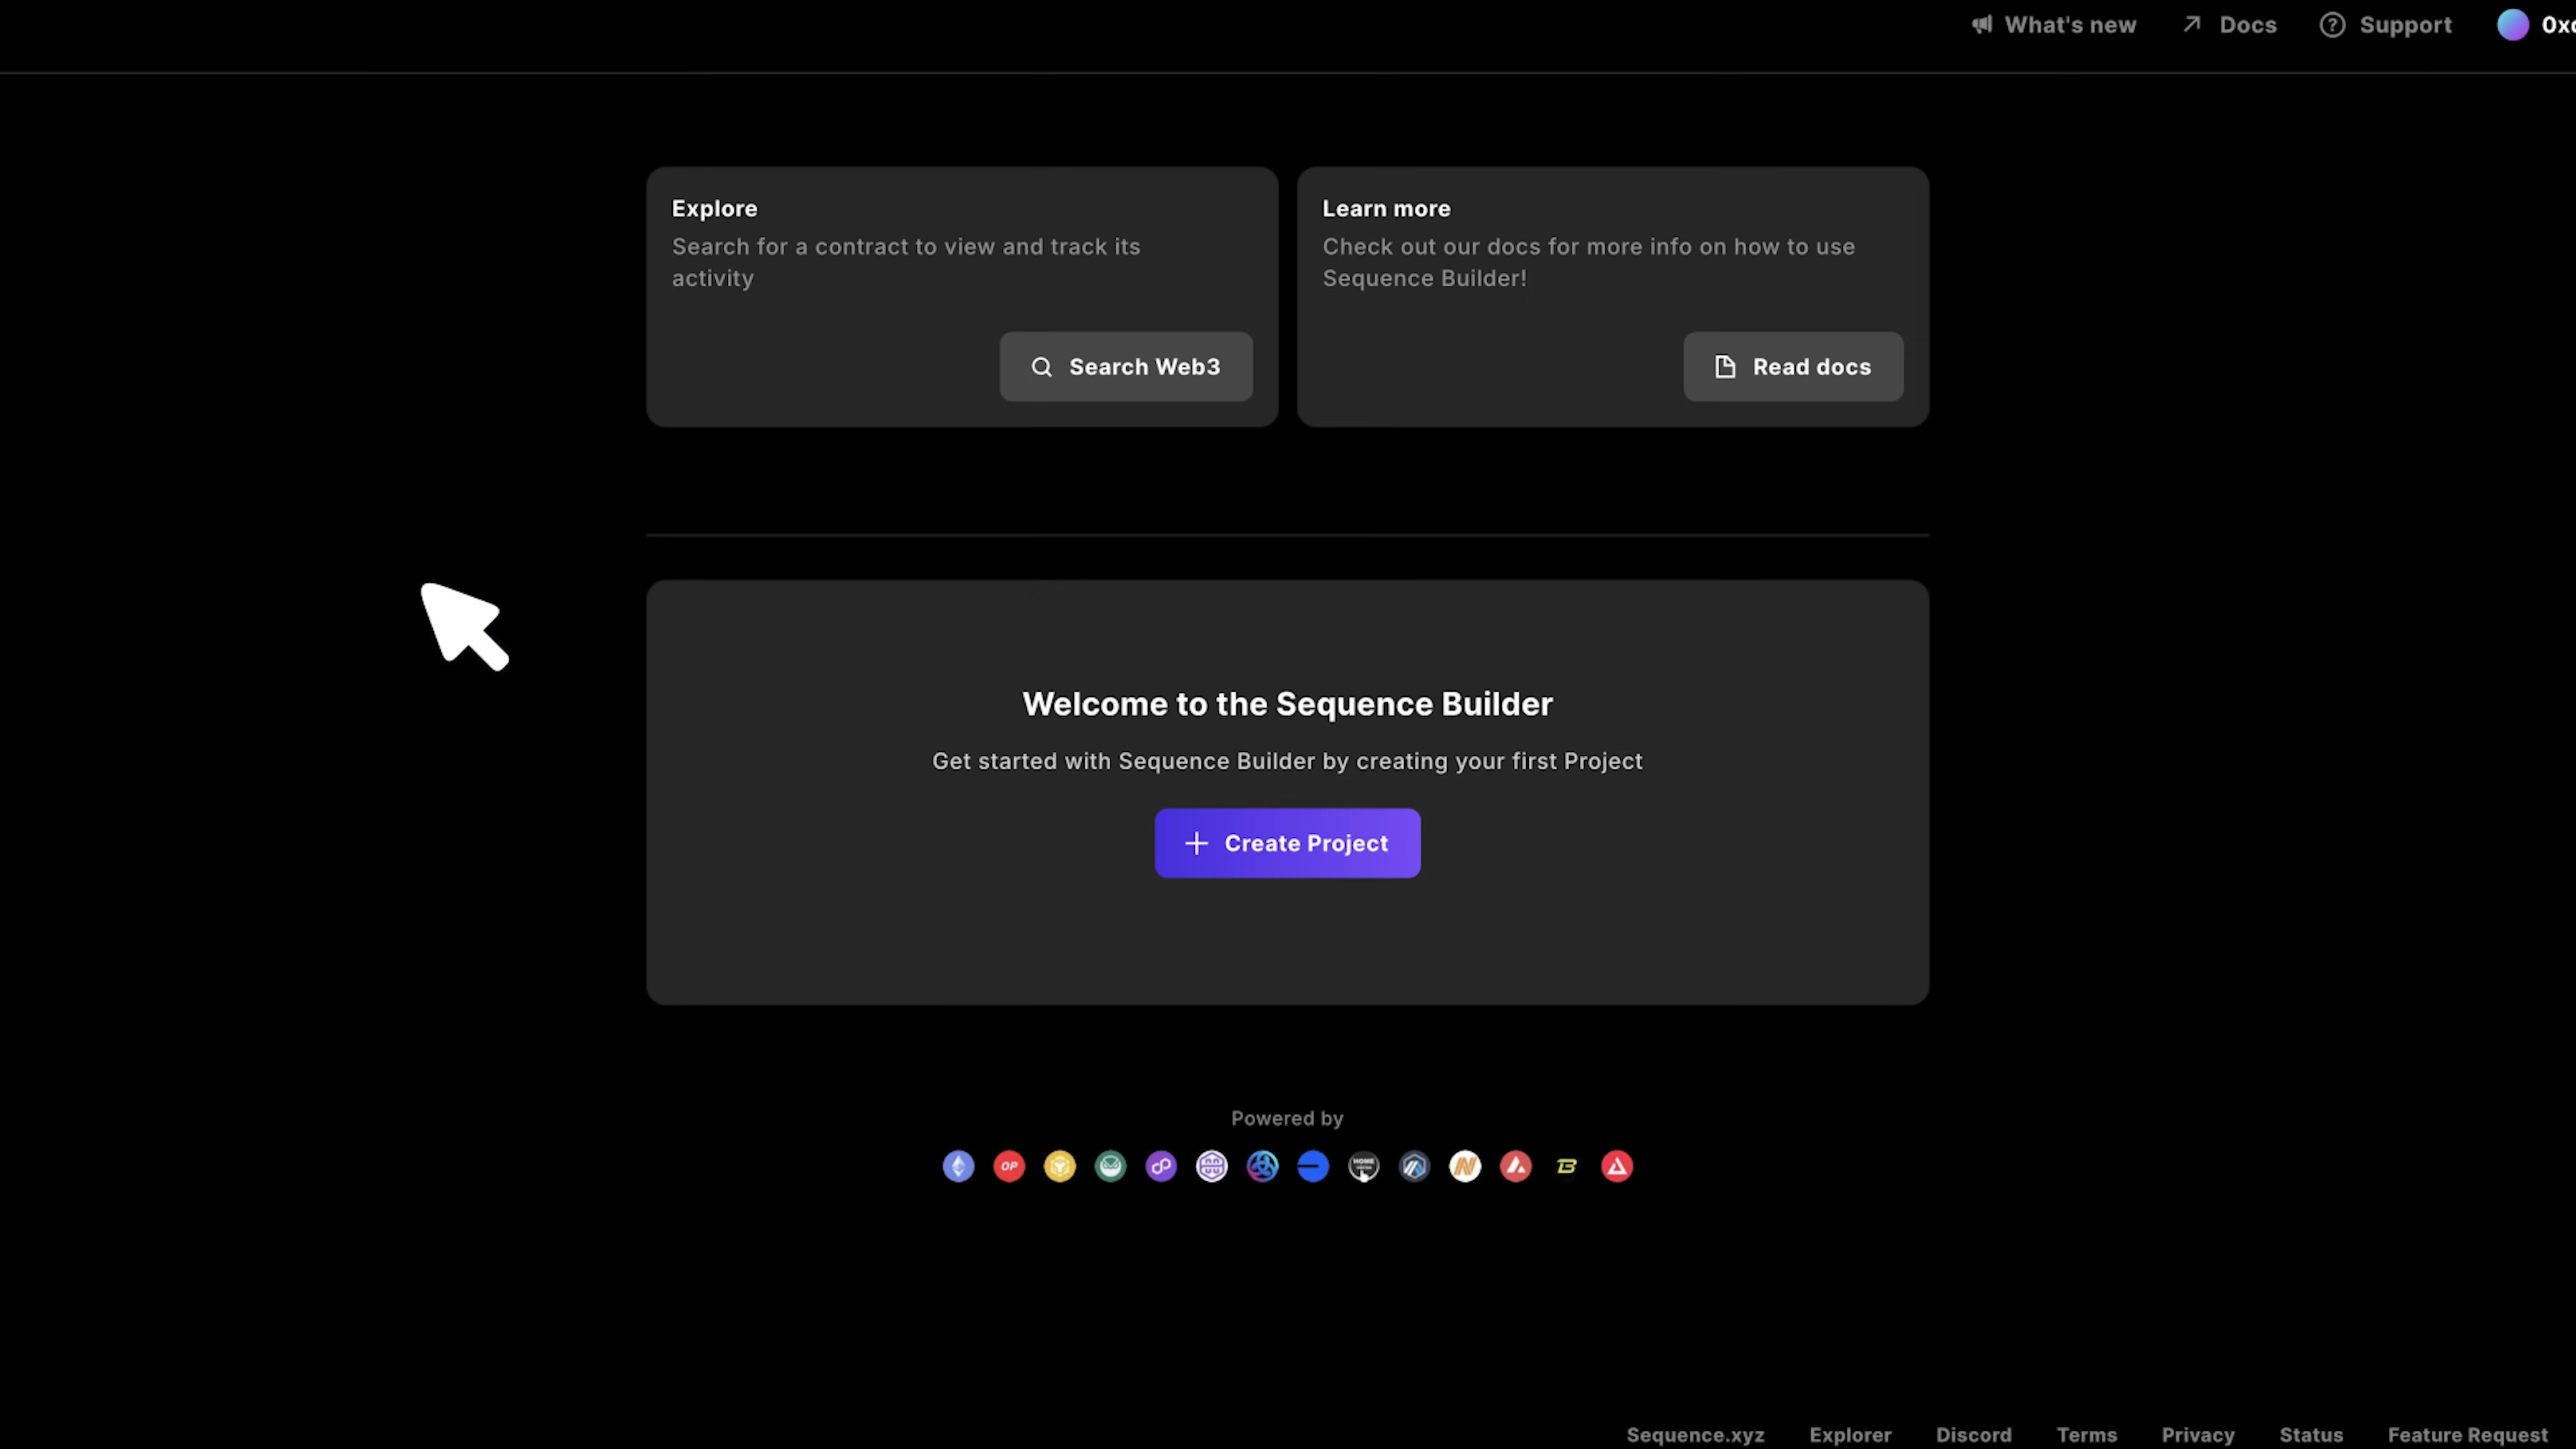 What's new Docs Support 0x
Explore
Search for a contract to view and track its
activity
Search Web3
Learn more
Check out our docs for more info on how to use
Sequence Builder!
Read docs
Welcome to the Sequence Builder
Get started with Sequence Builder by creating your first Project
Create Project
Powered by
OP
HOME
Sequence.xyz Explorer Discord Terms Privacy Status Feature Request